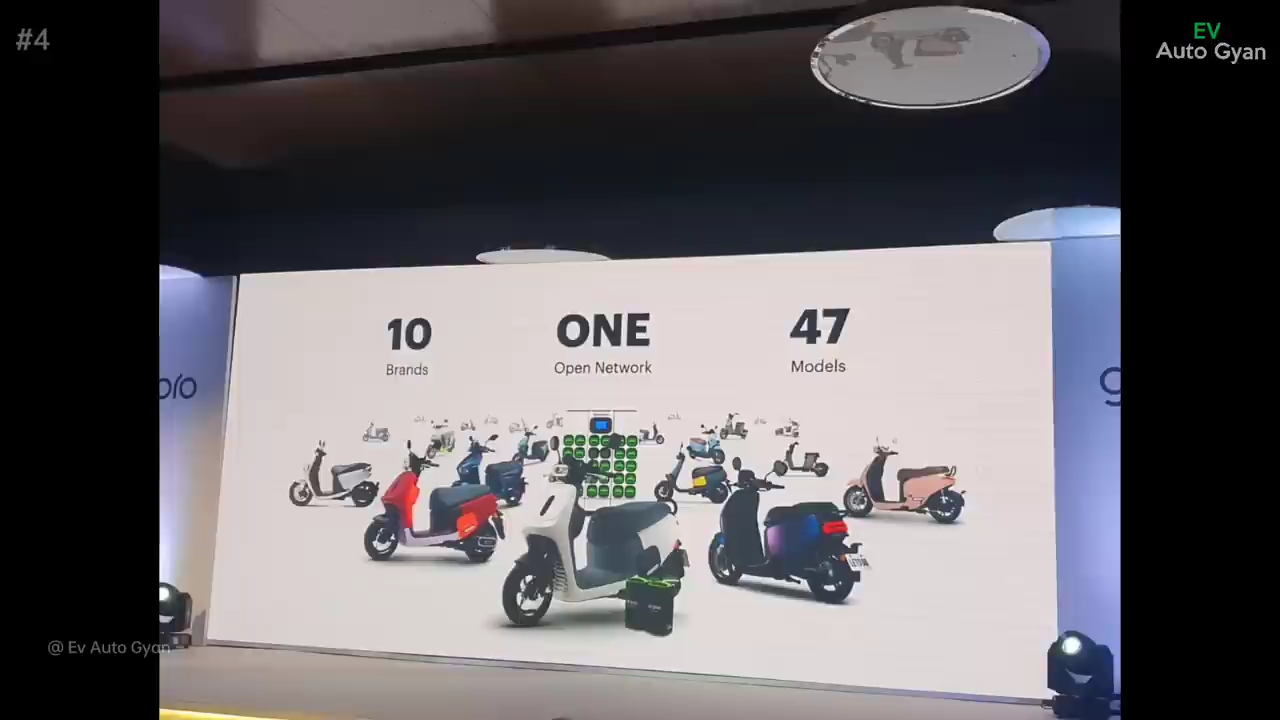 #4
EV
Auto Gyan
10
Brands
ONE
Open Network
47
Models
@ Ev Auto Gyan